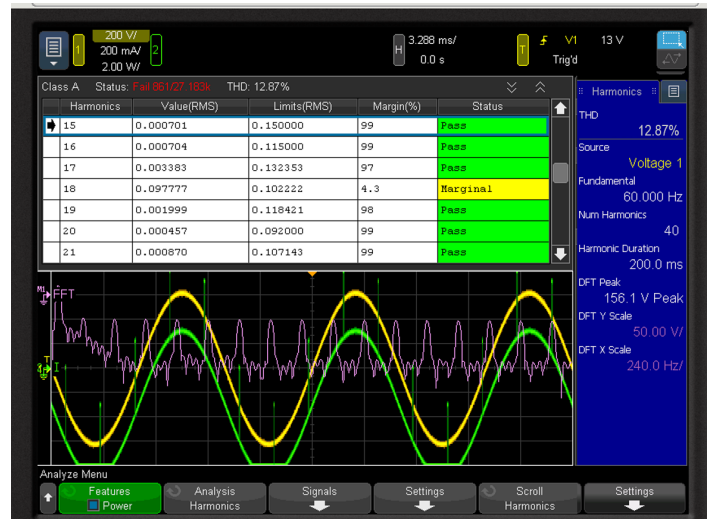 1 200 V/
200 mA/ 2
2.00 W/
H 3.288 ms/
0.0 s
T V1 13 V
Trig'd
Class A Status: Fail 861/27.183k THD: 12.87%
Harmonics Value(RMS) Limits(RMS) Margin(%) Status
15 0.000701 0.150000 99 Pass
16 0.000704 0.115000 99 Pass
17 0.003383 0.132353 97 Pass
18 0.097777 0.102222 4.3 Marginal
19 0.001999 0.118421 98 Pass
20 0.000457 0.092000 99 Pass
21 0.000870 0.107143 99 Pass
Harmonics
THD
12.87%
Source
Voltage 1
Fundamental
60.000 Hz
Num Harmonics
40
Harmonic Duration
200.0 ms
DFT Peak
156.1 V Peak
DFT Y Scale
50.00 V/
DFT X Scale
240.0 Hz/
M1 FFT
T
I
Analyze Menu
Features
Power
Analysis
Harmonics
Signals
Settings
Scroll
Harmonics
Settings